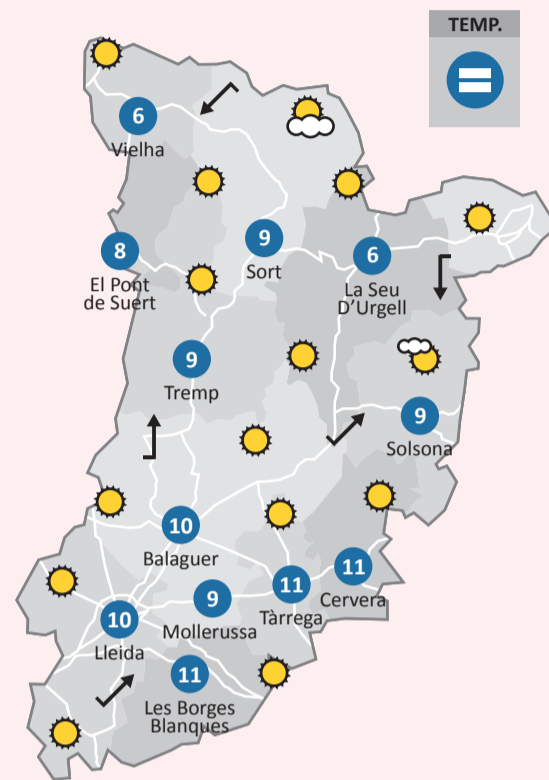 TEMP.
6
Vielha
8
El Pont
de Suert
9
Sort
6
La Seu
D'Urgell
9
Tremp
9
Solsona
10
Balaguer
11
Cervera
11
Tàrrega
9
Mollerussa
10
Lleida
11
Les Borges
Blanques